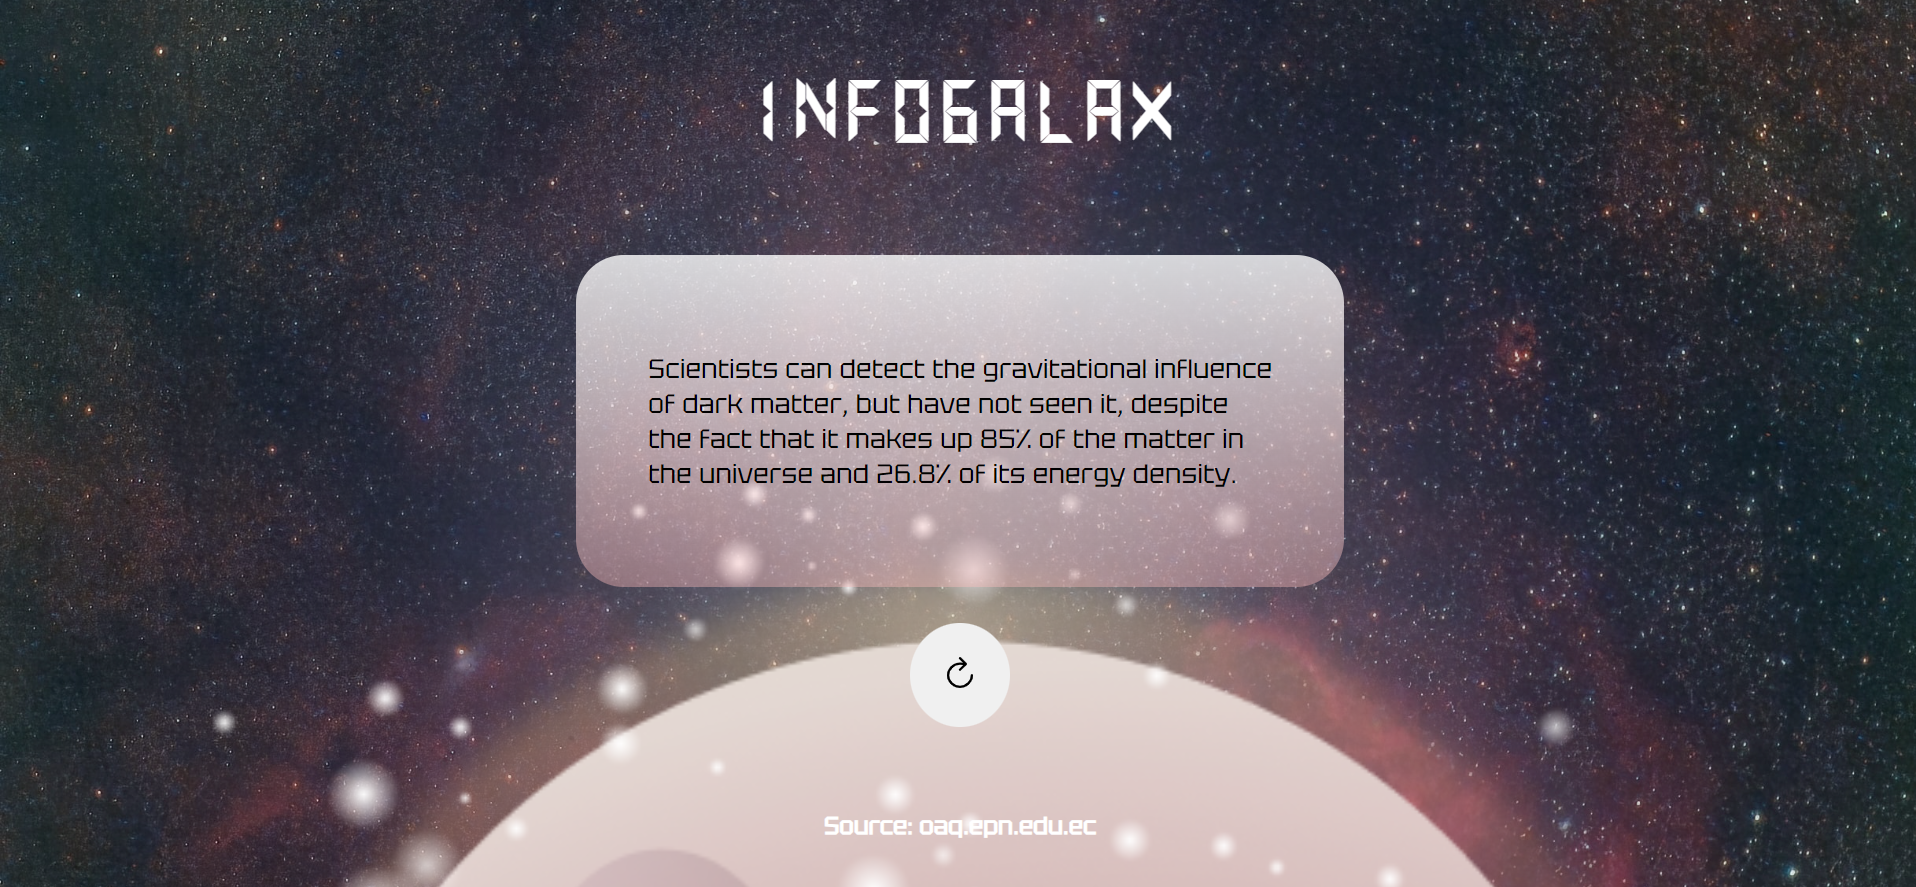 INFOGALAX
Scientists can detect the gravitational influence
of dark matter, but have not seen it, despite
the fact that it makes up 85% of the matter in
the universe and 26.8% of its energy density.
Source: oaq.epn.edu.ec